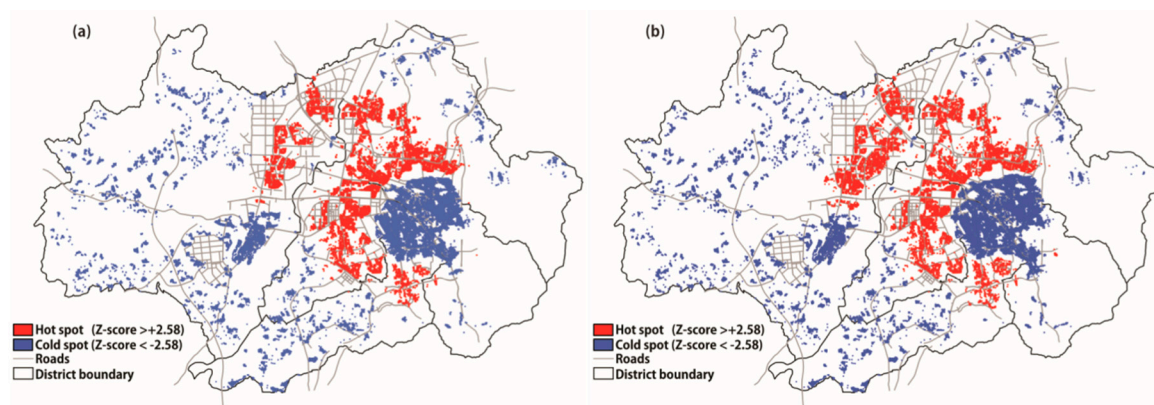 (a)
Hot spot (Z-score >+2.58)
Cold spot (Z-score < -2.58)
Roads
District boundary
(b)
Hot spot (Z-score >+2.58)
Cold spot (Z-score < -2.58)
Roads
District boundary